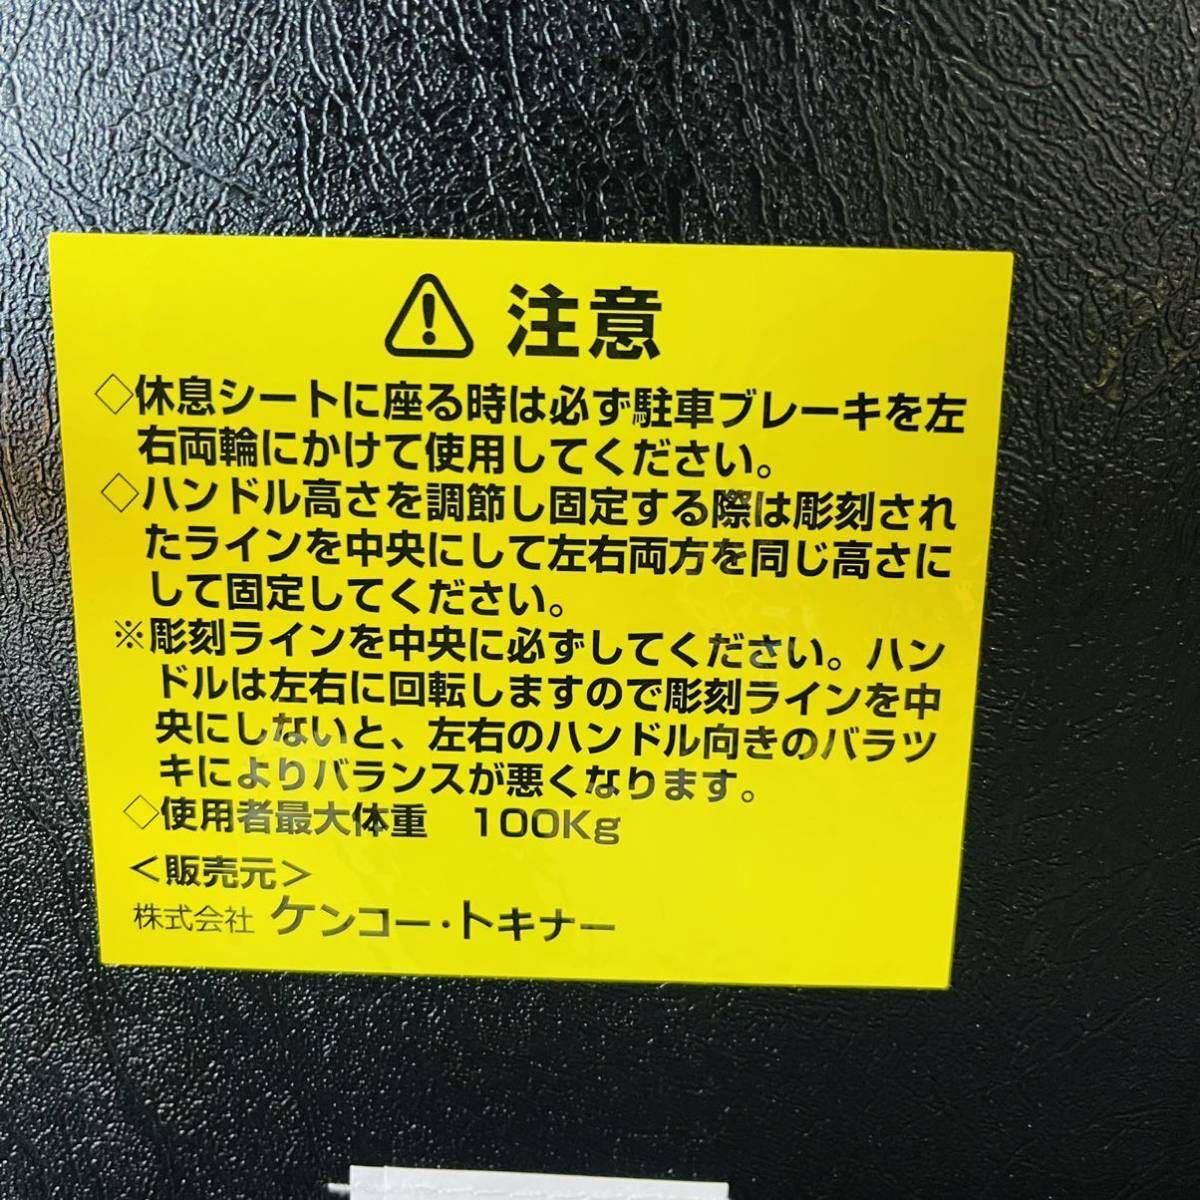 注意
◇休息シートに座る時は必ず駐車ブレーキを左
右両輪にかけて使用してください。
◇ハンドル高さを調節し固定する際は彫刻され
たラインを中央にして左右両方を同じ高さに
して固定してください。
※彫刻ラインを中央に必ずしてください。ハン
ドルは左右に回転しますので彫刻ラインを中
央にしないと、左右のハンドル向きのバラツ
キによりバランスが悪くなります。
◇使用者最大体重 100Kg
＜販売元＞
株式会社 ケンコー・トキナー